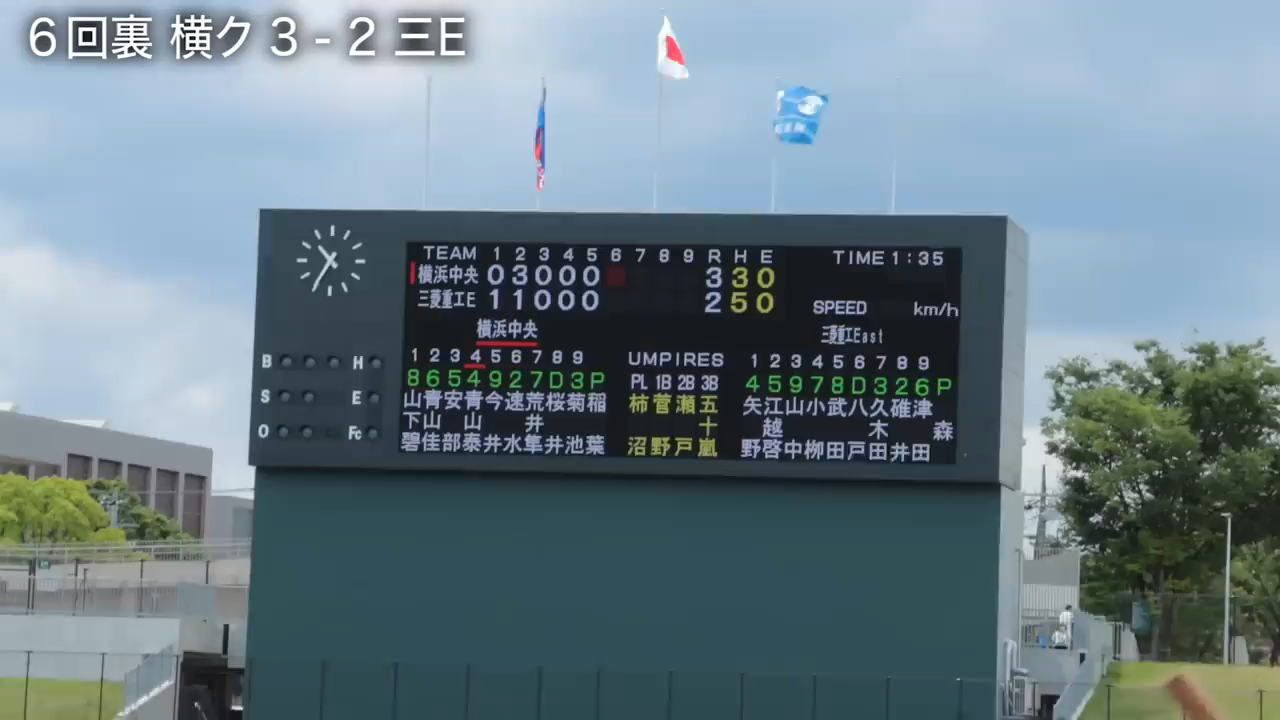 6回裏 横ク 3 - 2 三E
TEAM 1 2 3 4 5 6 7 8 9 R H E TIME 1:35
横浜中央 0 3 0 0 0 3 3 0
三菱重工E 1 1 0 0 0 2 5 0
SPEED km/h
横浜中央 三菱重工East
B H 1 2 3 4 5 6 7 8 9 UMPIRES 1 2 3 4 5 6 7 8 9
8 6 5 4 9 2 7 D 3 P PL 1B 2B 3B 4 5 9 7 8 D 3 2 6 P
S E 山青安青今速荒桜菊稲 柿菅瀬五 矢江山小武八久碓津
下山 山 井 十 越 木 森
O Fc 碧佳部泰井水隼井池葉 沼野戸嵐 野啓中柳田戸田井田